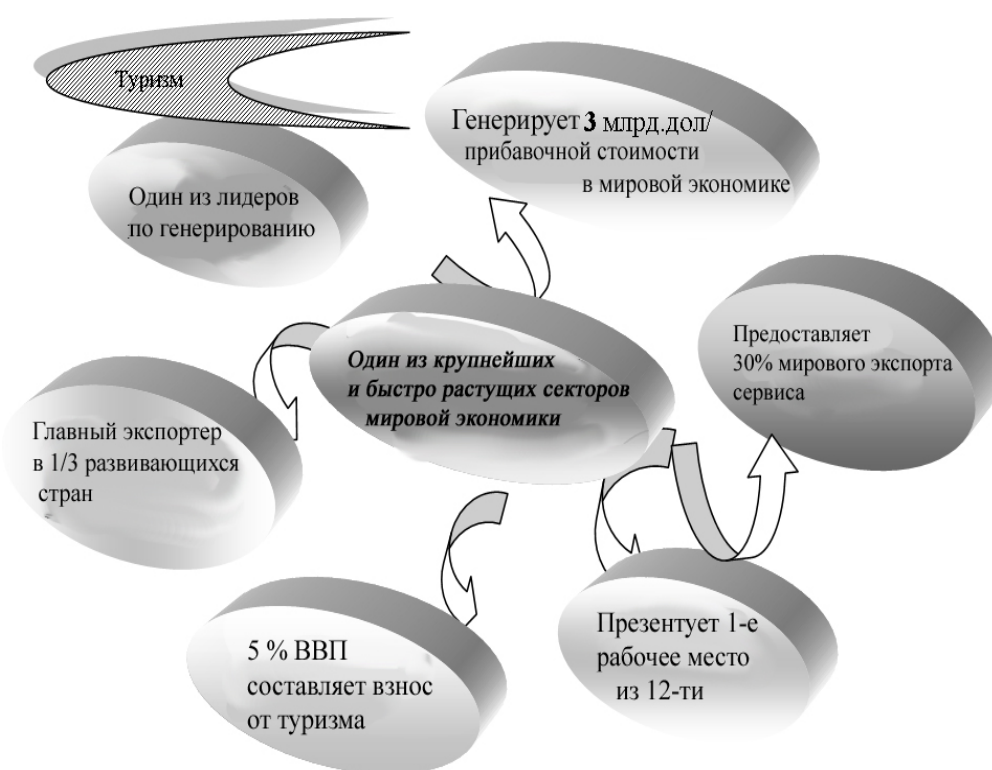 Туризм
Генерирует 3 млрд.дол/
прибавочной стоимости
в мировой экономике
Один из лидеров
по генерированию
Предоставляет
30% мирового экспорта
сервиса
Один из крупнейших
и быстро растущих секторов
мировой экономики
Главный экспортер
в 1/3 развивающихся
стран
Презентует 1-е
рабочее место
из 12-ти
5 % ВВП
составляет взнос
от туризма